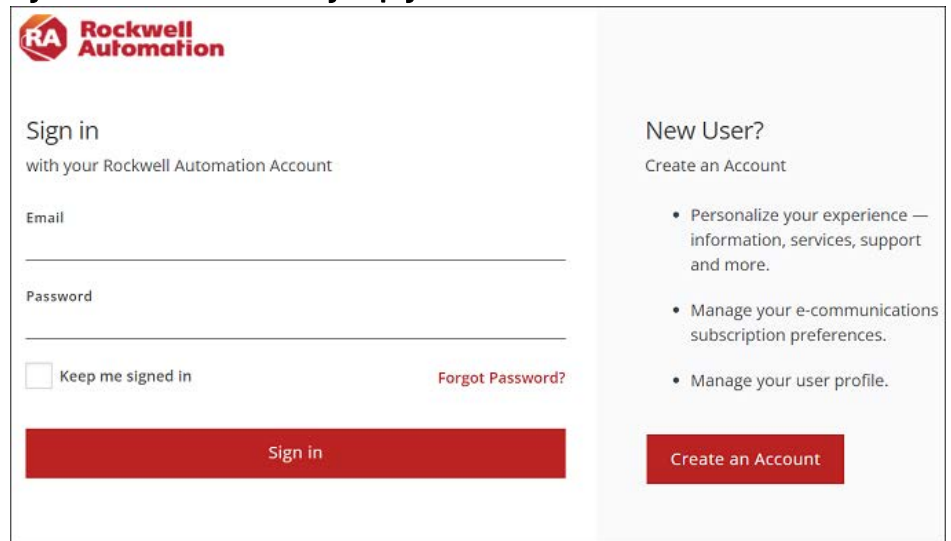 RA Rockwell
Automation
Sign in
with your Rockwell Automation Account
Email
Password
Keep me signed in
Forgot Password?
Sign in
New User?
Create an Account
• Personalize your experience —
information, services, support
and more.
• Manage your e-communications
subscription preferences.
• Manage your user profile.
Create an Account